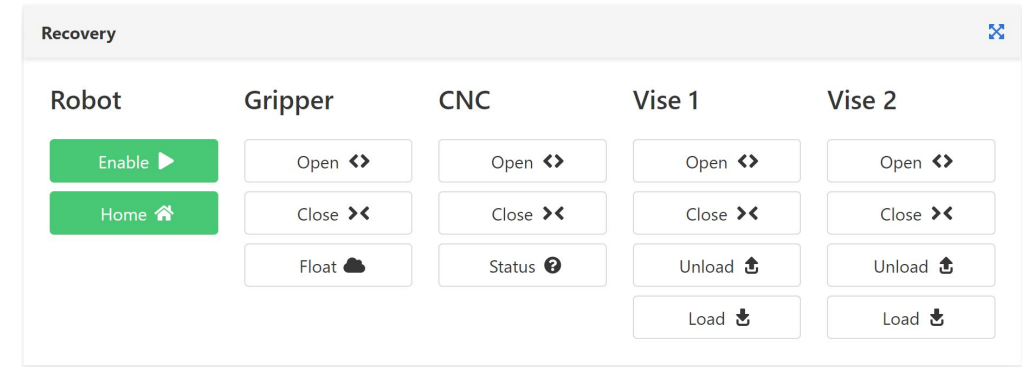 Recovery
Robot Gripper CNC Vise 1 Vise 2
Enable Open Open Open Open
Home Close Close Close Close
Float Status Unload Unload
Load Load